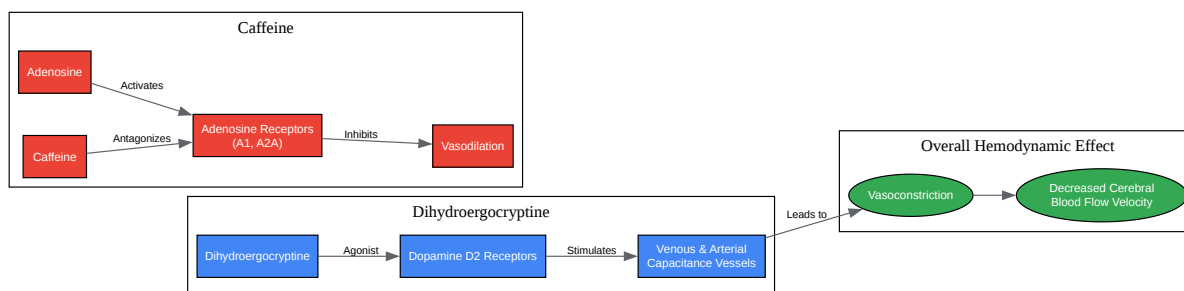 Caffeine
Adenosine
Activates
Caffeine
Antagonizes
Adenosine Receptors
(A1, A2A)
Inhibits
Vasodilation
Dihydroergocryptine
Dihydroergocryptine
Agonist
Dopamine D2 Receptors
Stimulates
Venous & Arterial
Capacitance Vessels
Leads to
Overall Hemodynamic Effect
Vasoconstriction
Decreased Cerebral
Blood Flow Velocity